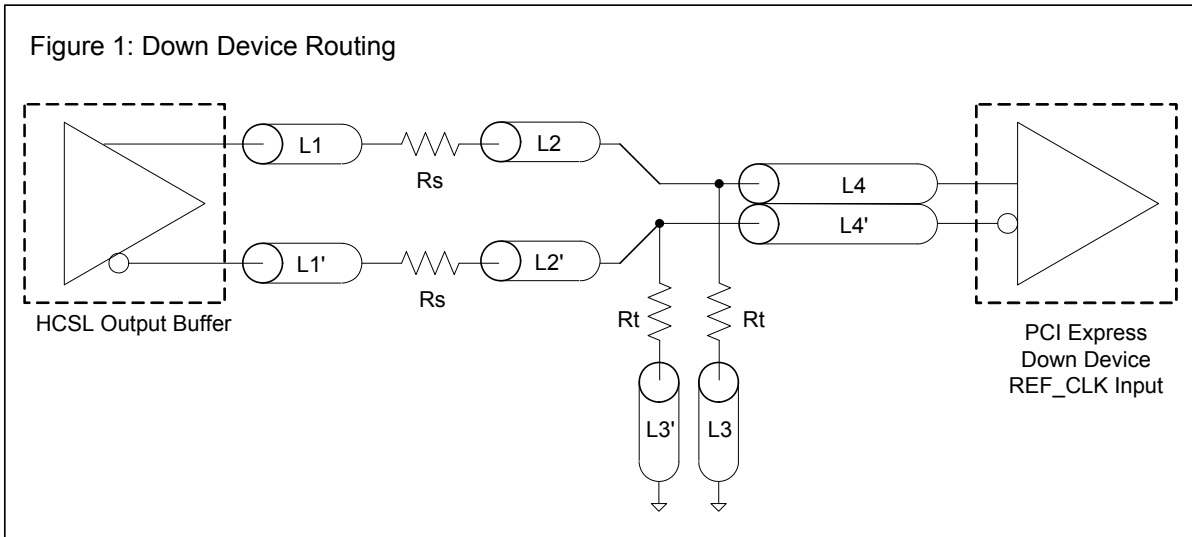 Figure 1: Down Device Routing
L1
Rs
L2
L4
L4'
L1'
Rs
L2'
HCSL Output Buffer
Rt
Rt
PCI Express
Down Device
REF_CLK Input
L3'
L3